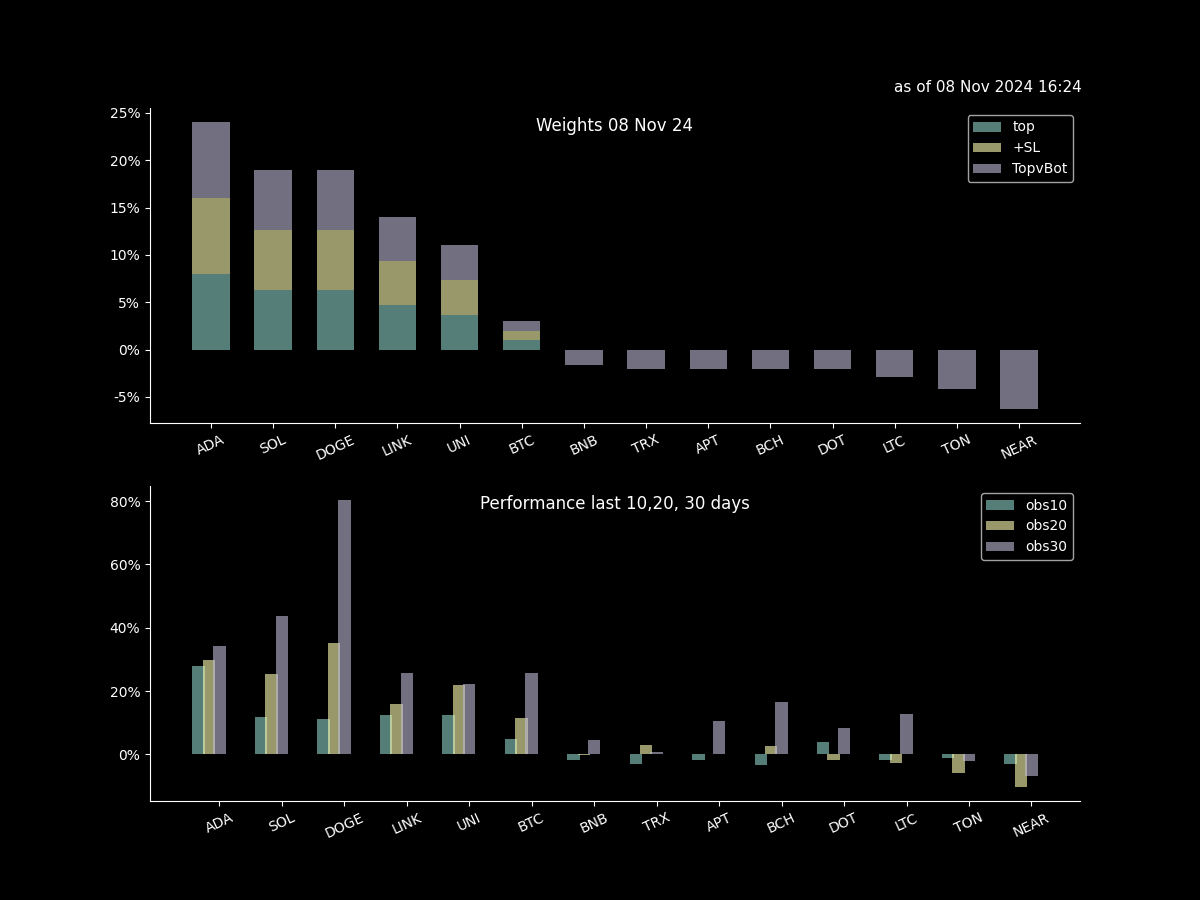 as of 08 Nov 2024 16:24
Weights 08 Nov 24
top
+SL
TopvBot
25%
20%
15%
10%
5%
0%
-5%
ADA SOL DOGE LINK UNI BTC BNB TRX APT BCH DOT LTC TON NEAR
Performance last 10,20, 30 days
obs10
obs20
obs30
80%
60%
40%
20%
0%
ADA SOL DOGE LINK UNI BTC BNB TRX APT BCH DOT LTC TON NEAR